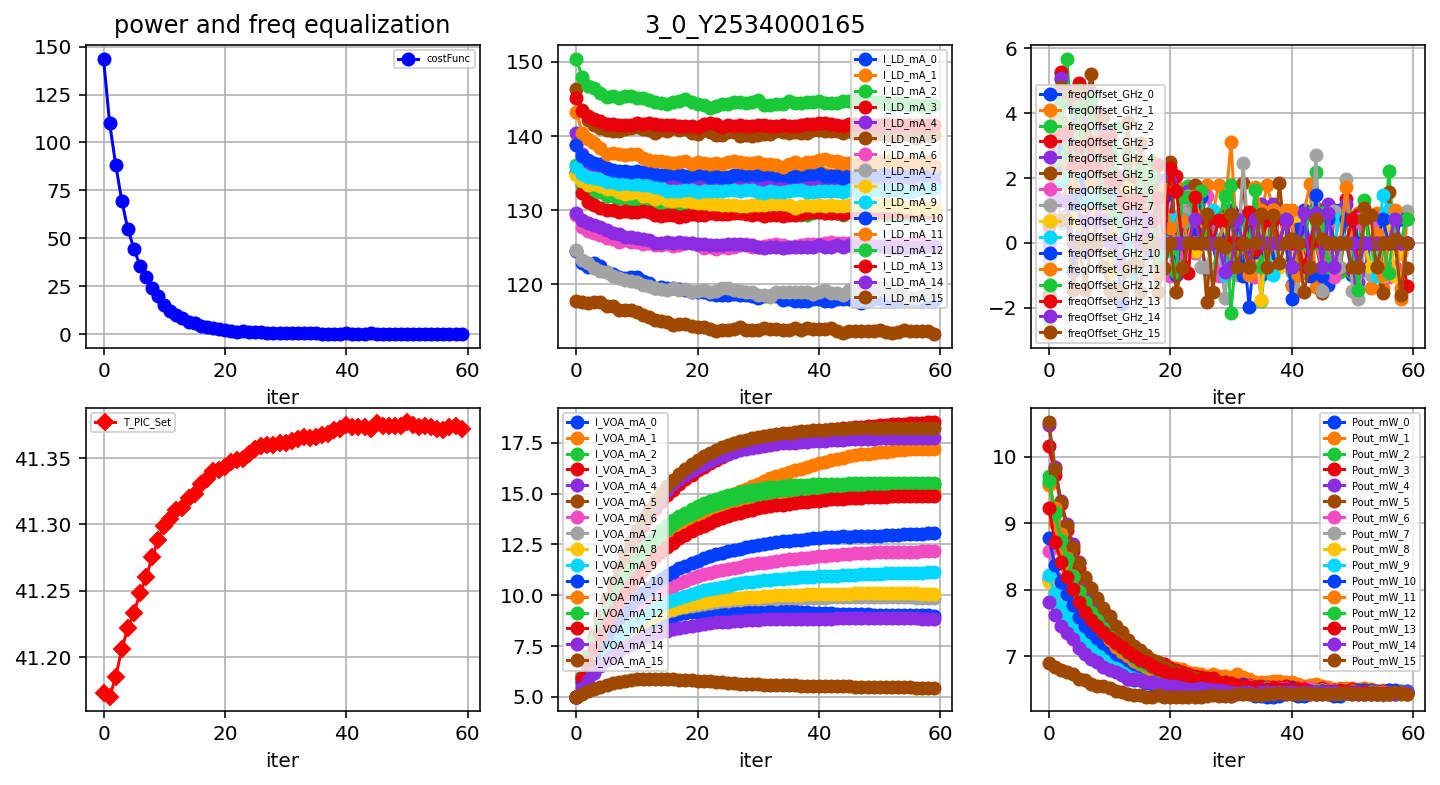 power and freq equalization
150
125
100
75
50
25
0
costFunc
0
20
40
60
iter
3_0_Y2534000165
150
140
130
120
I_LD_mA_0
I_LD_mA_1
I_LD_mA_2
I_LD_mA_3
I_LD_mA_4
I_LD_mA_5
I_LD_mA_6
I_LD_mA_7
I_LD_mA_8
I_LD_mA_9
I_LD_mA_10
I_LD_mA_11
I_LD_mA_12
I_LD_mA_13
I_LD_mA_14
I_LD_mA_15
0
20
40
60
iter
6
4
2
0
−2
freqOffset_GHz_0
freqOffset_GHz_1
freqOffset_GHz_2
freqOffset_GHz_3
freqOffset_GHz_4
freqOffset_GHz_5
freqOffset_GHz_6
freqOffset_GHz_7
freqOffset_GHz_8
freqOffset_GHz_9
freqOffset_GHz_10
freqOffset_GHz_11
freqOffset_GHz_12
freqOffset_GHz_13
freqOffset_GHz_14
freqOffset_GHz_15
0
20
40
60
iter
41.35
41.30
41.25
41.20
T_PIC_Set
0
20
40
60
iter
17.5
15.0
12.5
10.0
7.5
5.0
I_VOA_mA_0
I_VOA_mA_1
I_VOA_mA_2
I_VOA_mA_3
I_VOA_mA_4
I_VOA_mA_5
I_VOA_mA_6
I_VOA_mA_7
I_VOA_mA_8
I_VOA_mA_9
I_VOA_mA_10
I_VOA_mA_11
I_VOA_mA_12
I_VOA_mA_13
I_VOA_mA_14
I_VOA_mA_15
0
20
40
60
iter
10
9
8
7
Pout_mW_0
Pout_mW_1
Pout_mW_2
Pout_mW_3
Pout_mW_4
Pout_mW_5
Pout_mW_6
Pout_mW_7
Pout_mW_8
Pout_mW_9
Pout_mW_10
Pout_mW_11
Pout_mW_12
Pout_mW_13
Pout_mW_14
Pout_mW_15
0
20
40
60
iter